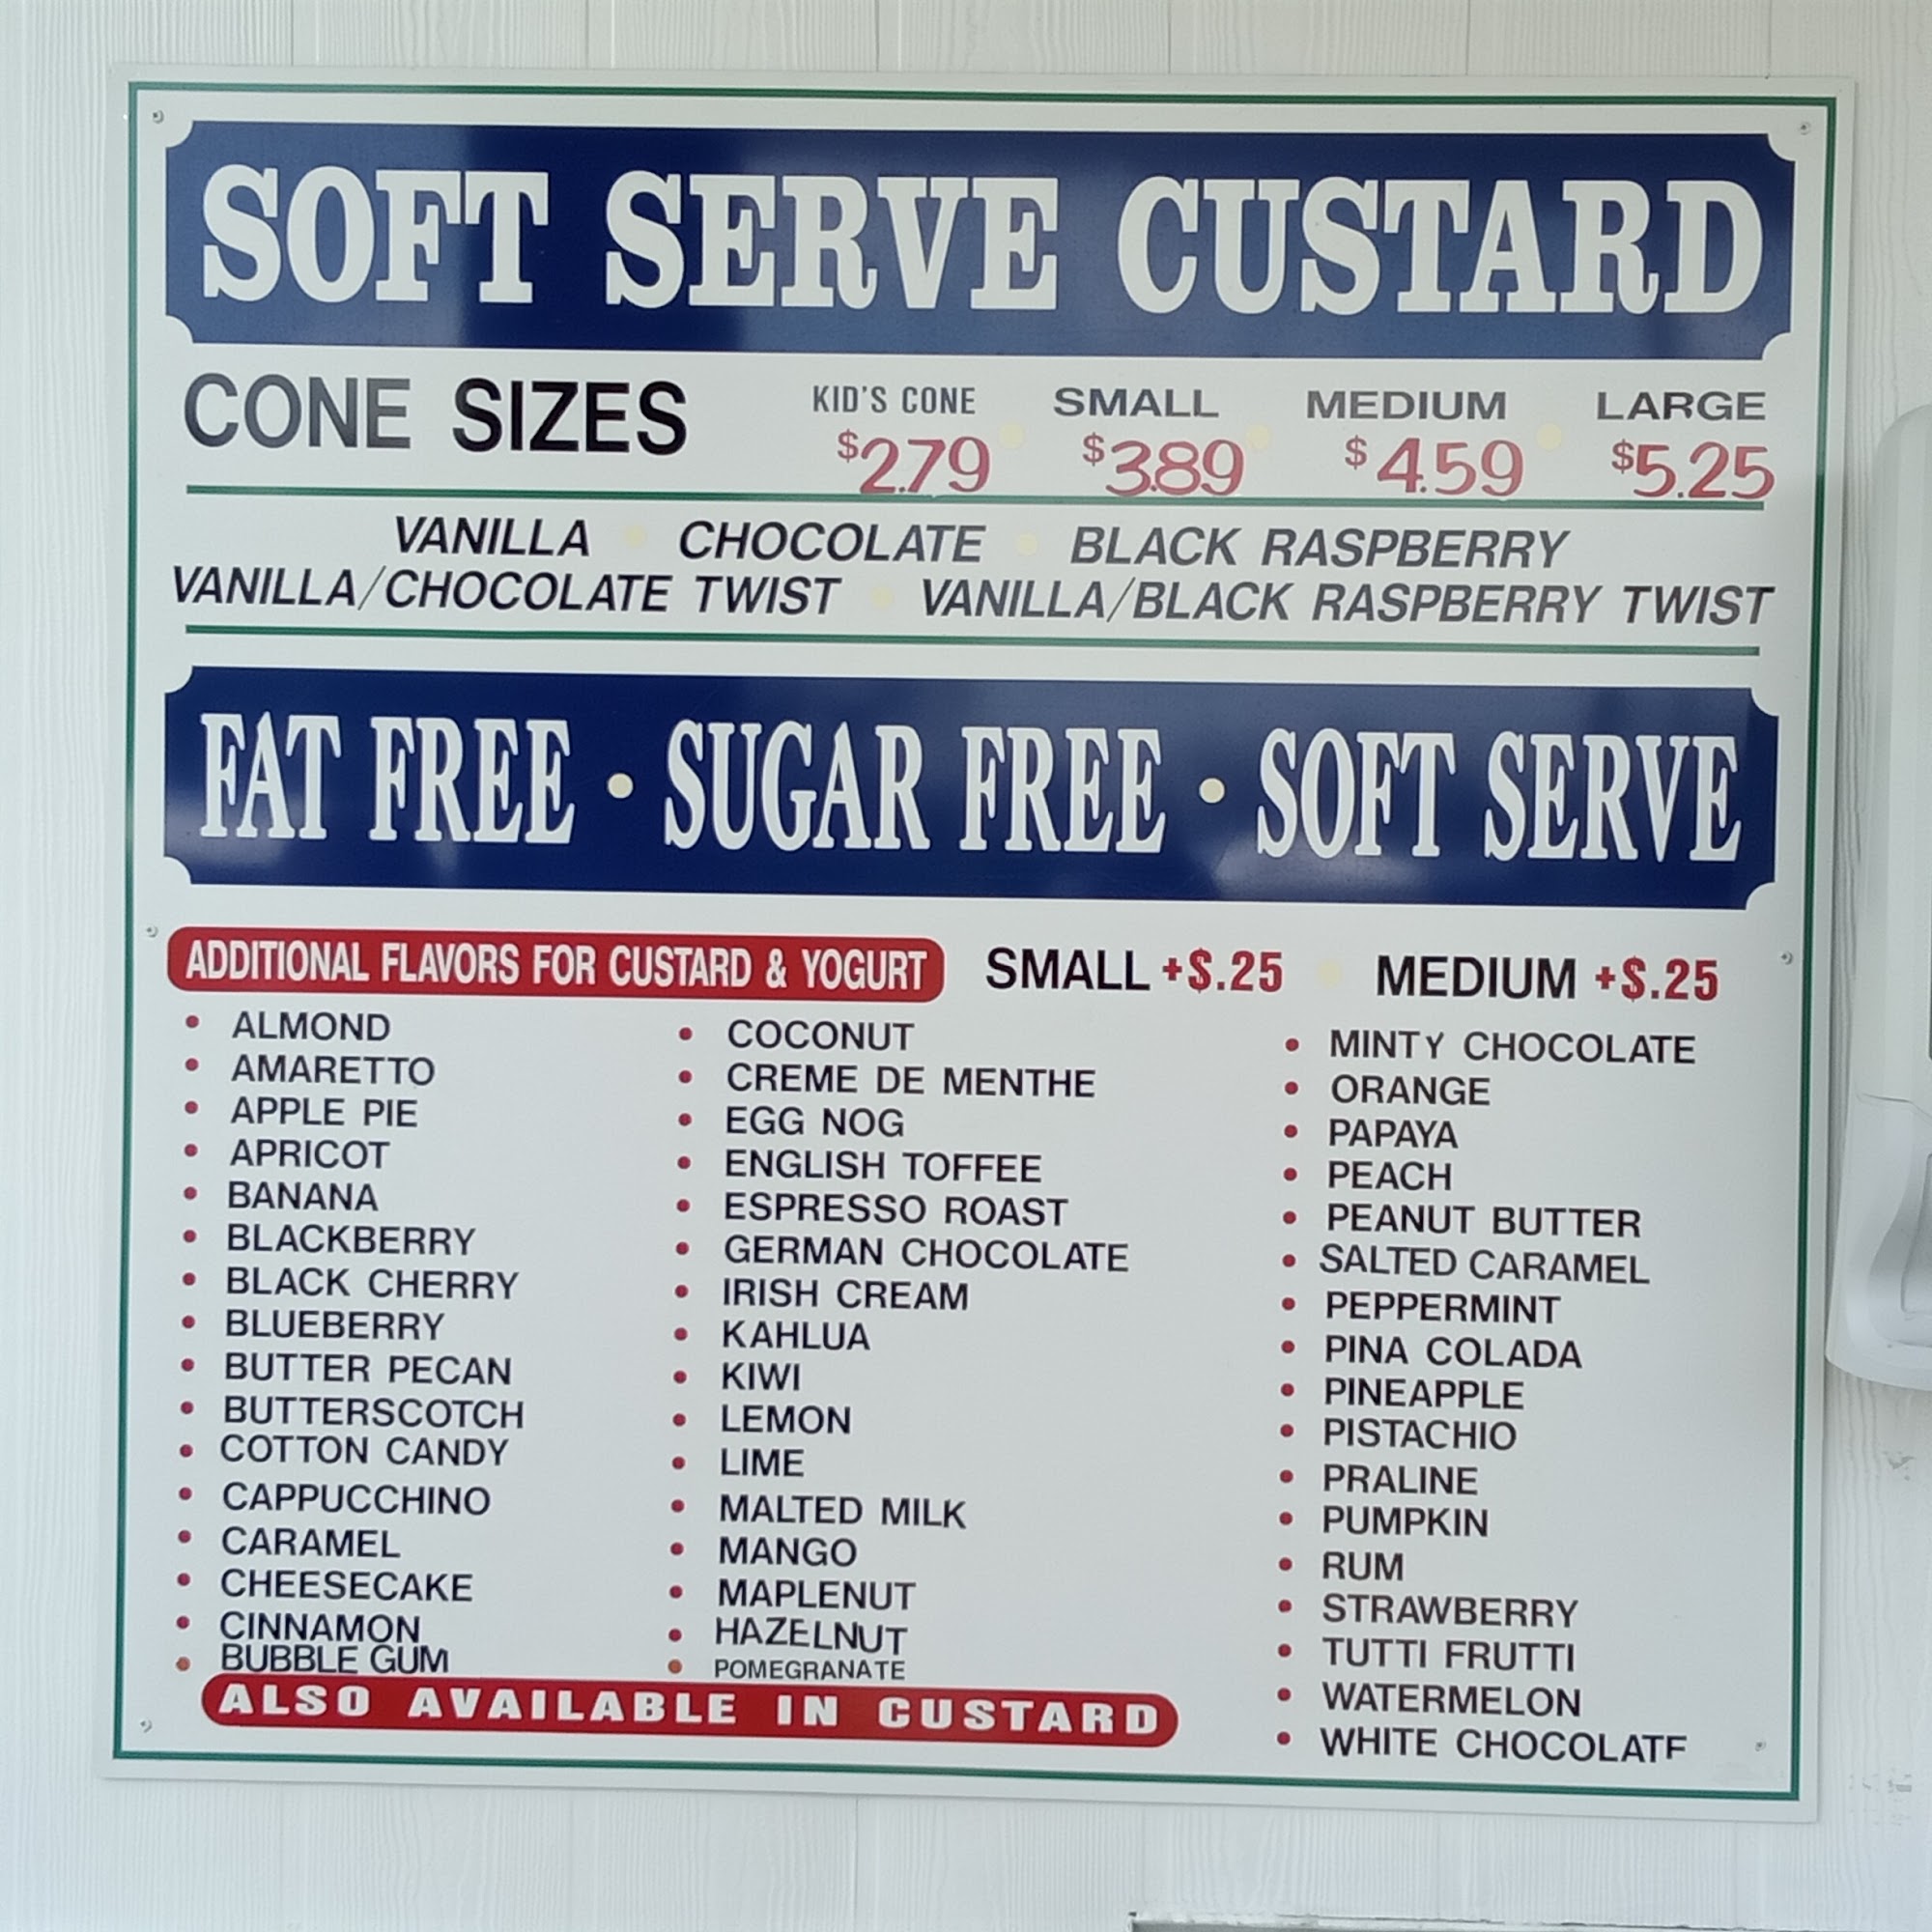 SOFT SERVE CUSTARD
CONE SIZES
KID'S CONE SMALL MEDIUM LARGE
$2.79 $3.89 $4.59 $5.25
VANILLA • CHOCOLATE • BLACK RASPBERRY
VANILLA/CHOCOLATE TWIST • VANILLA/BLACK RASPBERRY TWIST
FAT FREE • SUGAR FREE • SOFT SERVE
ADDITIONAL FLAVORS FOR CUSTARD & YOGURT SMALL +$.25 • MEDIUM +$.25
• ALMOND
• AMARETTO
• APPLE PIE
• APRICOT
• BANANA
• BLACKBERRY
• BLACK CHERRY
• BLUEBERRY
• BUTTER PECAN
• BUTTERSCOTCH
• COTTON CANDY
• CAPPUCCHINO
• CARAMEL
• CHEESECAKE
• CINNAMON
• BUBBLE GUM
• COCONUT
• CREME DE MENTHE
• EGG NOG
• ENGLISH TOFFEE
• ESPRESSO ROAST
• GERMAN CHOCOLATE
• IRISH CREAM
• KAHLUA
• KIWI
• LEMON
• LIME
• MALTED MILK
• MANGO
• MAPLENUT
• HAZELNUT
• POMEGRANATE
• MINTY CHOCOLATE
• ORANGE
• PAPAYA
• PEACH
• PEANUT BUTTER
• SALTED CARAMEL
• PEPPERMINT
• PINA COLADA
• PINEAPPLE
• PISTACHIO
• PRALINE
• PUMPKIN
• RUM
• STRAWBERRY
• TUTTI FRUTTI
• WATERMELON
• WHITE CHOCOLATE
ALSO AVAILABLE IN CUSTARD